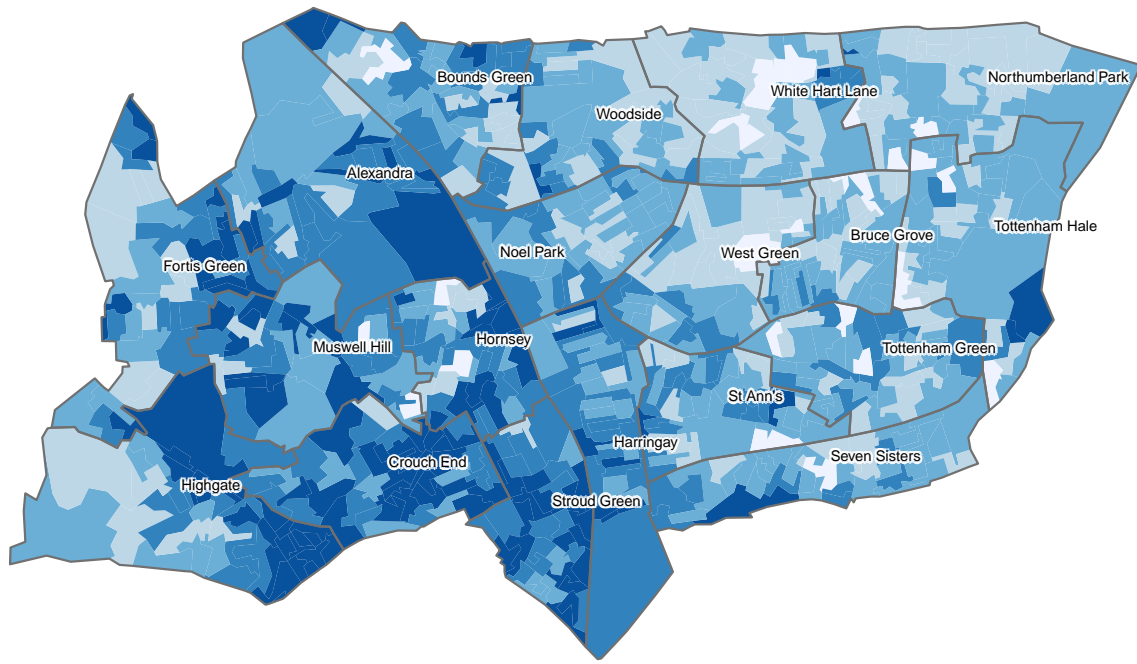 Bounds Green
Northumberland Park
White Hart Lane
Woodside
Alexandra
Tottenham Hale
Bruce Grove
Noel Park
West Green
Fortis Green
Hornsey
Muswell Hill
Tottenham Green
St Ann's
Harringay
Seven Sisters
Crouch End
Highgate
Stroud Green